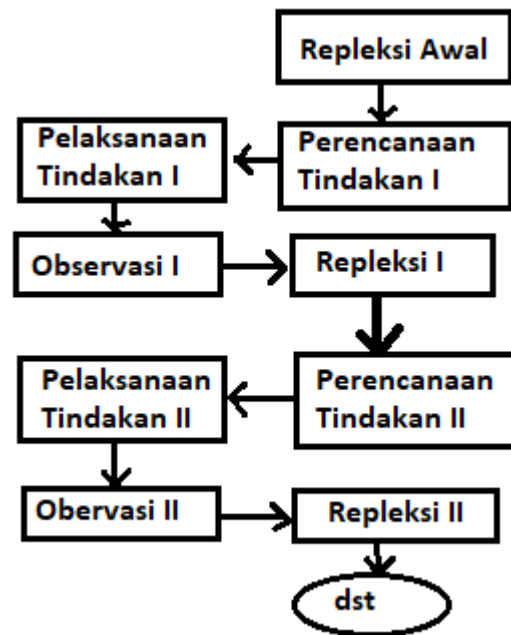 Repleksi Awal
Perencanaan
Tindakan I
Pelaksanaan
Tindakan I
Observasi I
Repleksi I
Perencanaan
Tindakan II
Pelaksanaan
Tindakan II
Obervasi II
Repleksi II
dst